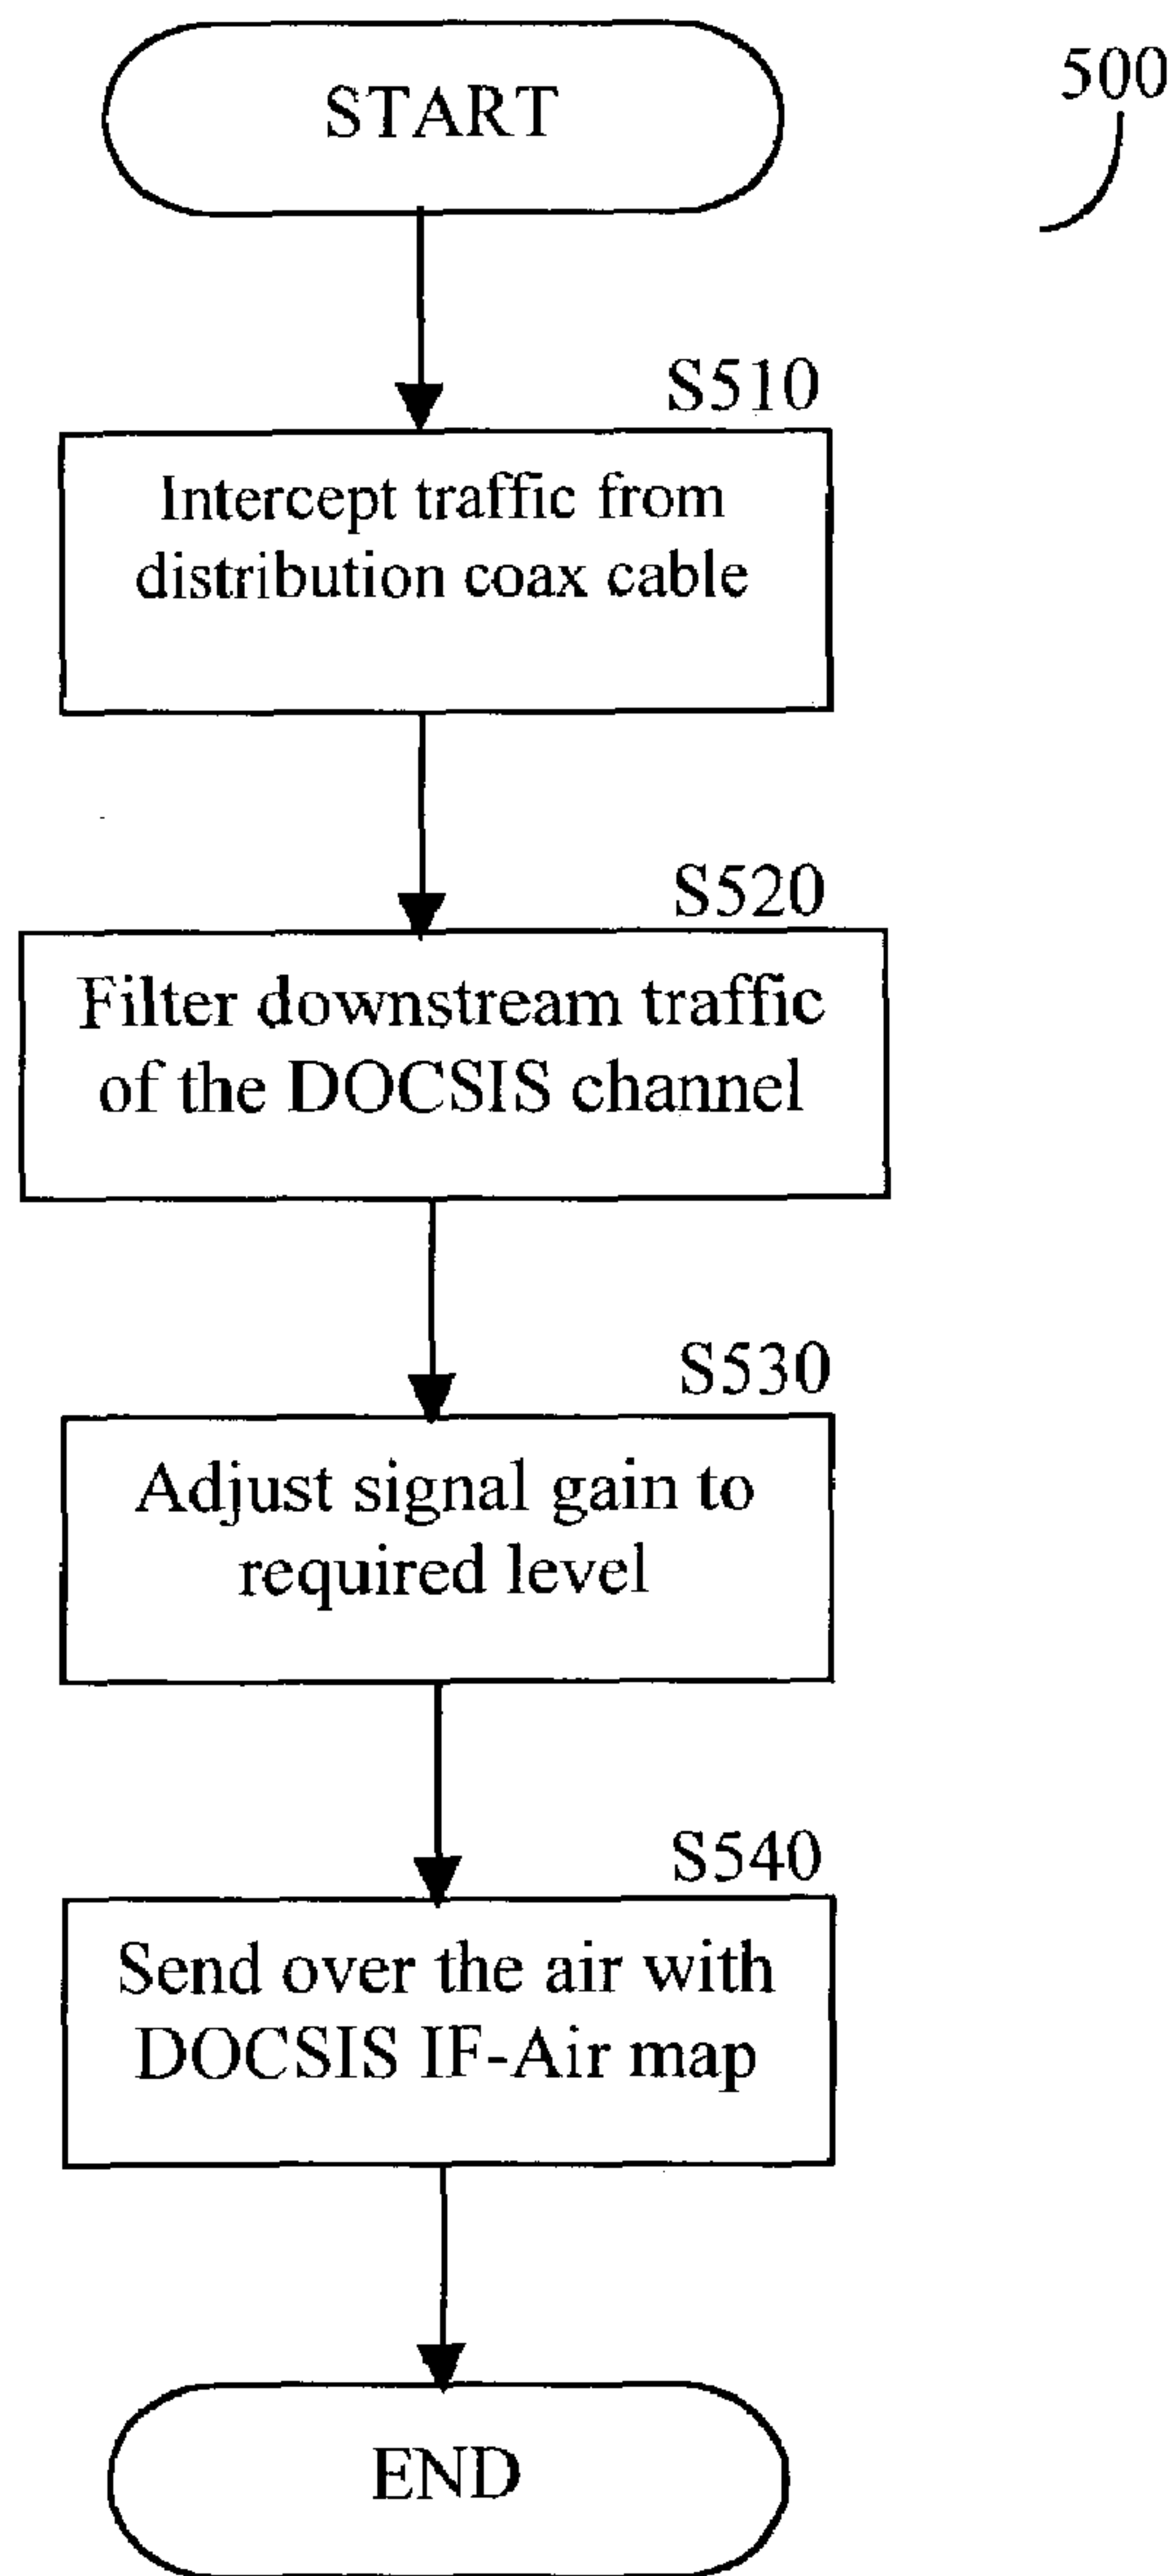 500
START
S510
Intercept traffic from
distribution coax cable
S520
Filter downstream traffic
of the DOCSIS channel
S530
Adjust signal gain to
required level
S540
Send over the air with
DOCSIS IF-Air map
END